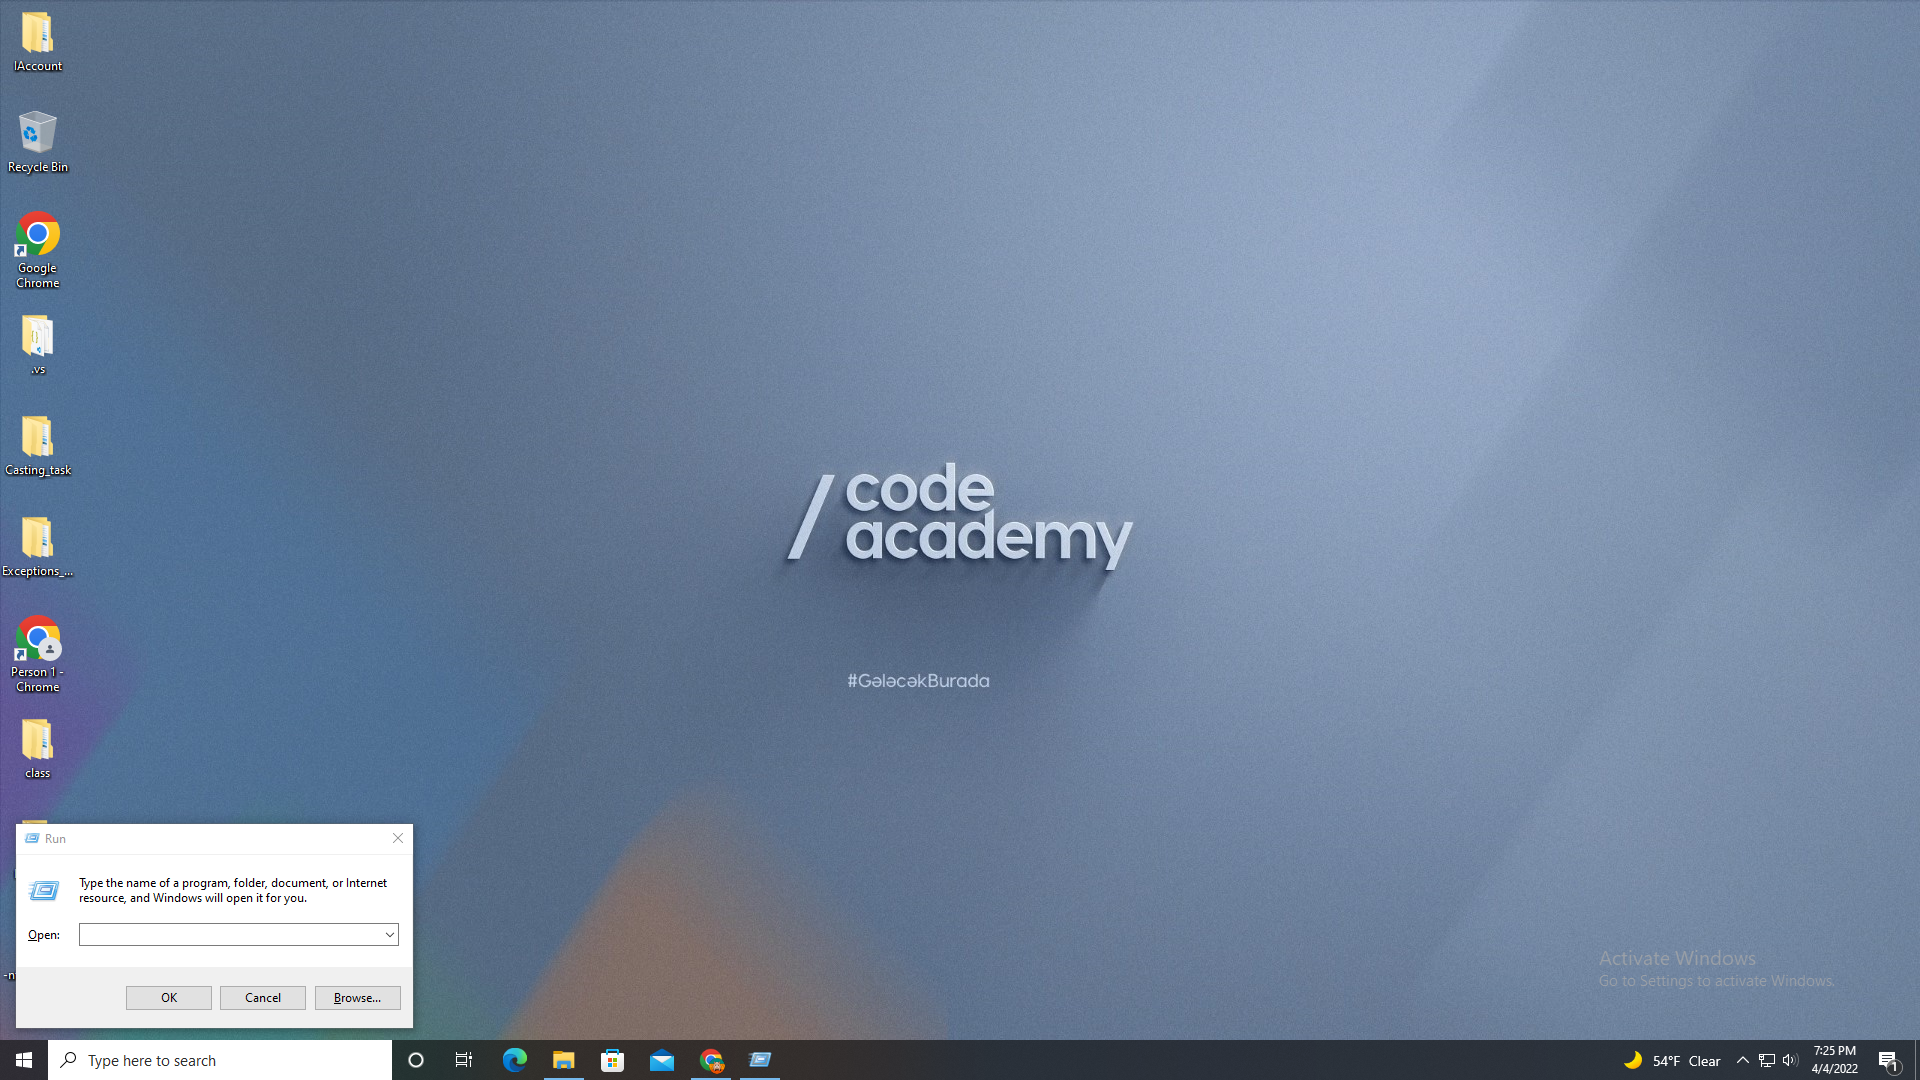 IAccount
Recycle Bin
Google
Chrome
.vs
Casting_task
Exceptions_...
Person 1 -
Chrome
class
code
academy
#GələcəkBurada
Run
Type the name of a program, folder, document, or Internet
resource, and Windows will open it for you.
Open:
OK
Cancel
Browse...
Activate Windows
Go to Settings to activate Windows.
Type here to search
54°F Clear
7:25 PM
4/4/2022
1